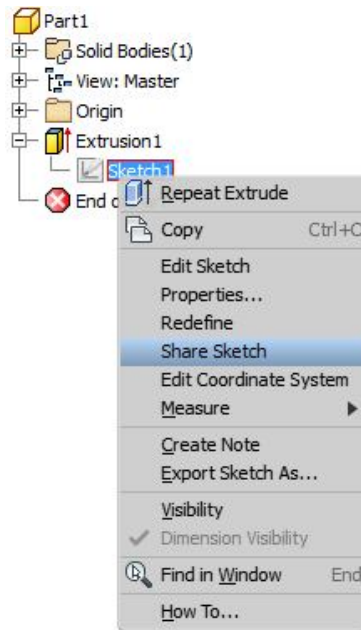 Part1
Solid Bodies(1)
View: Master
Origin
Extrusion1
Sketch1
End
Repeat Extrude
Copy Ctrl+C
Edit Sketch
Properties...
Redefine
Share Sketch
Edit Coordinate System
Measure
Create Note
Export Sketch As...
Visibility
Dimension Visibility
Find in Window End
How To...